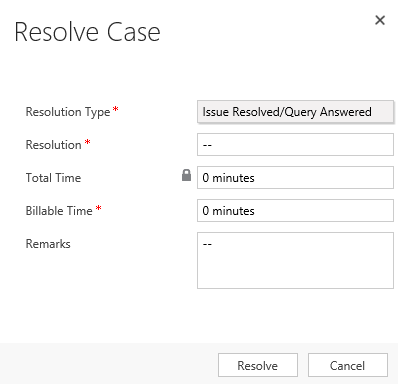 Resolve Case
Resolution Type * Issue Resolved/Query Answered
Resolution * --
Total Time 0 minutes
Billable Time * 0 minutes
Remarks --
Resolve Cancel